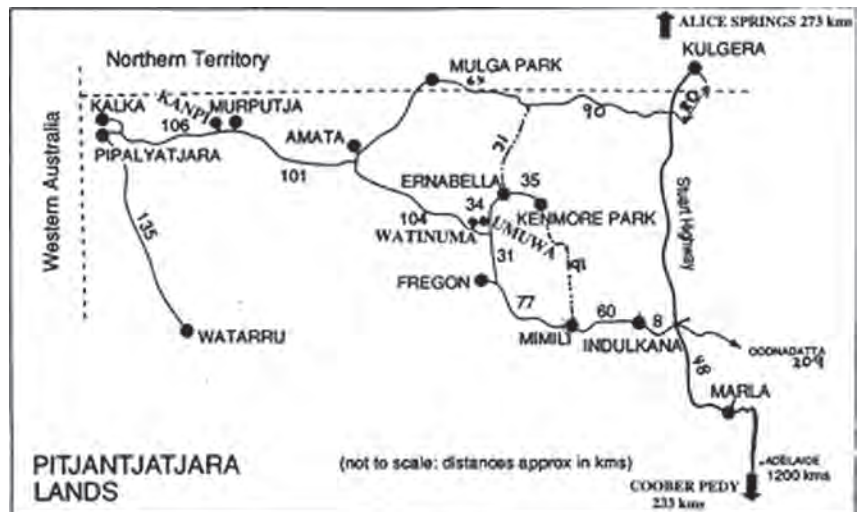 ALICE SPRINGS 273 kms
KULGERA
Northern Territory
MULGA PARK
KALKA
KANPI
MURPUTJA
106
PIPALYATJARA
AMATA
101
90
Western Australia
135
ERNABELLA
35
34
104
KENMORE PARK
WATINUMA
UMUWA
Stuart Highway
31
FREGON
77
WATARRU
60
8
MIMILI
INDULKANA
OODNADATTA
209
MARLA
PITJANTJATJARA
LANDS
(not to scale: distances approx in kms)
ADELAIDE
1200 kms
COOBER PEDY
233 kms